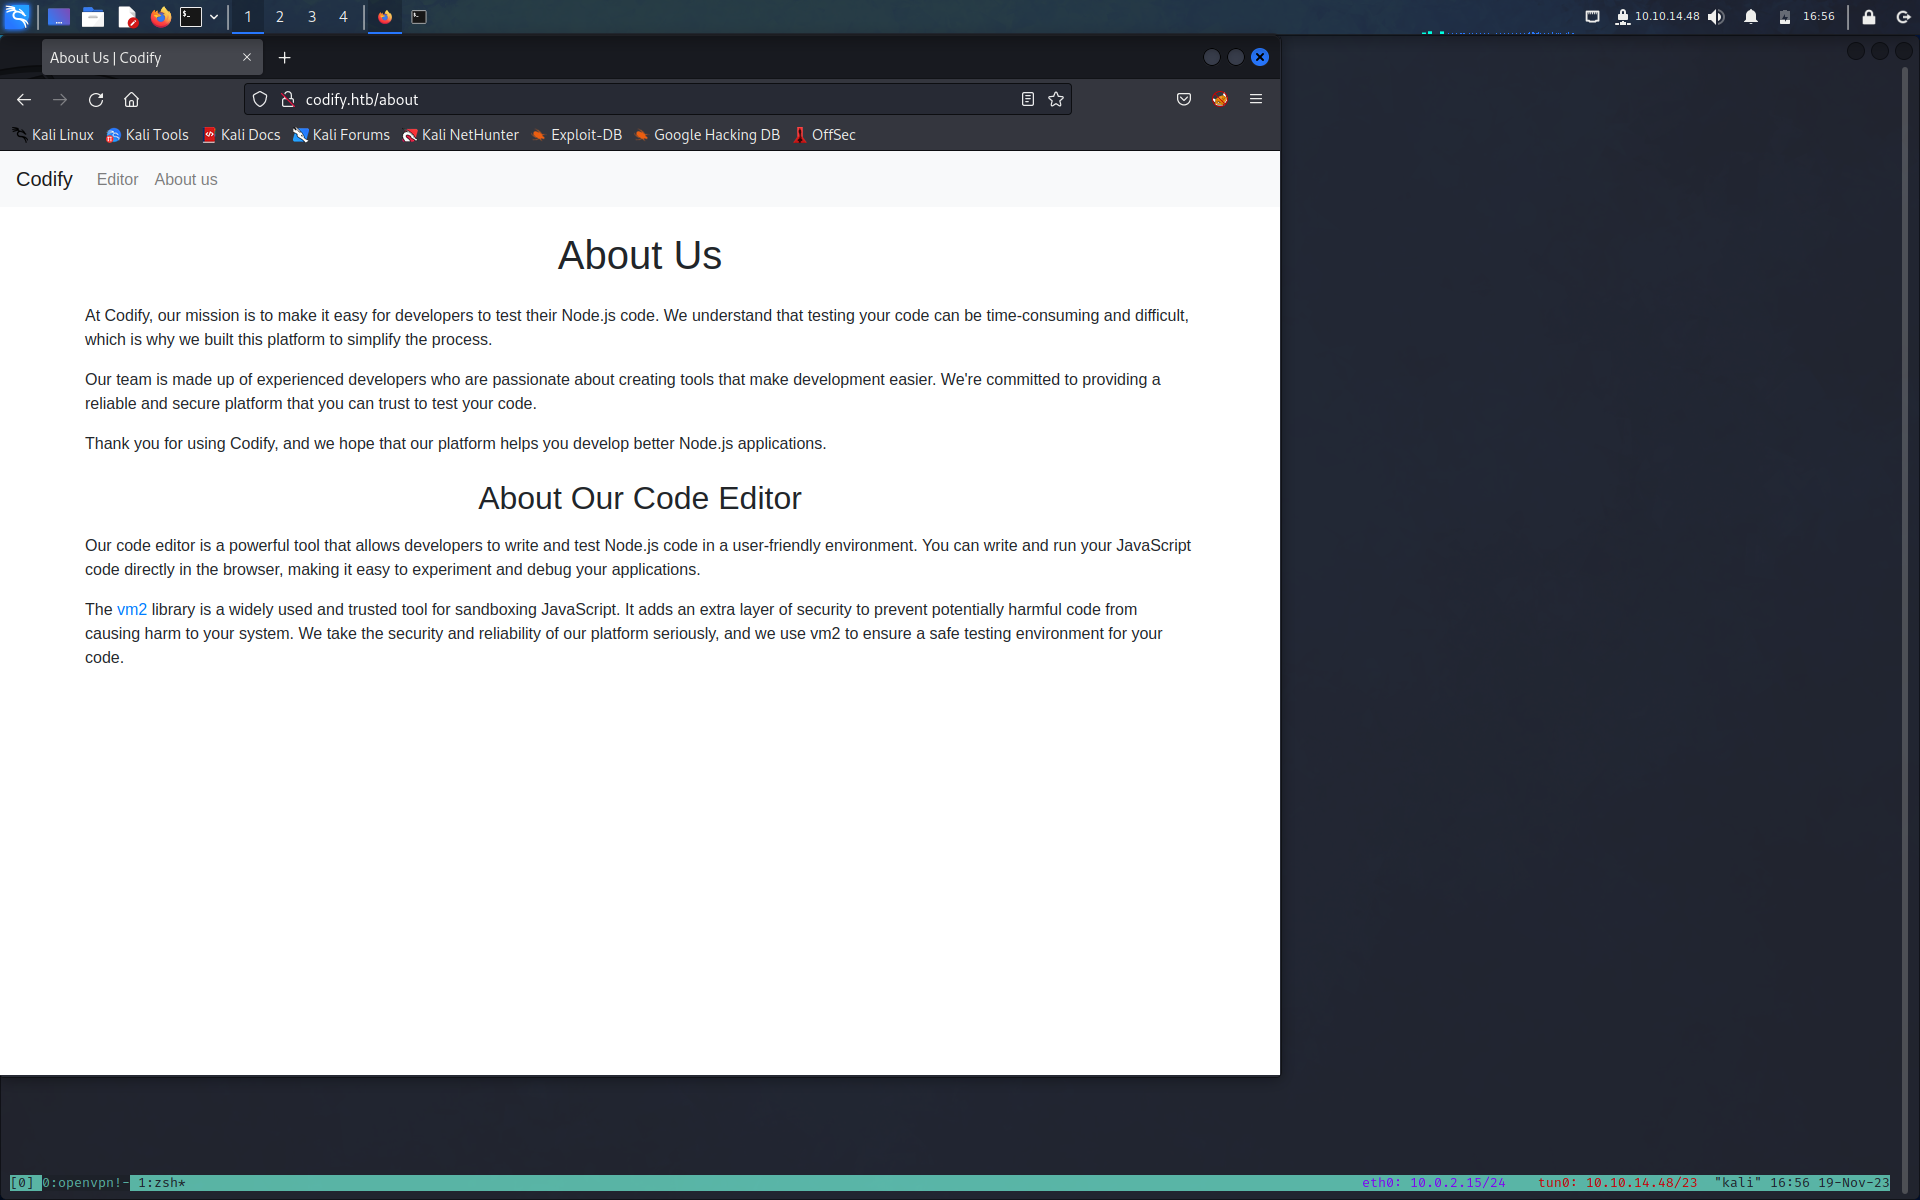 1 2 3 4
10.10.14.48 16:56
About Us | Codify
codify.htb/about
Kali Linux Kali Tools Kali Docs Kali Forums Kali NetHunter Exploit-DB Google Hacking DB OffSec
Codify Editor About us
About Us
At Codify, our mission is to make it easy for developers to test their Node.js code. We understand that testing your code can be time-consuming and difficult,
which is why we built this platform to simplify the process.
Our team is made up of experienced developers who are passionate about creating tools that make development easier. We're committed to providing a
reliable and secure platform that you can trust to test your code.
Thank you for using Codify, and we hope that our platform helps you develop better Node.js applications.
About Our Code Editor
Our code editor is a powerful tool that allows developers to write and test Node.js code in a user-friendly environment. You can write and run your JavaScript
code directly in the browser, making it easy to experiment and debug your applications.
The vm2 library is a widely used and trusted tool for sandboxing JavaScript. It adds an extra layer of security to prevent potentially harmful code from
causing harm to your system. We take the security and reliability of our platform seriously, and we use vm2 to ensure a safe testing environment for your
code.
[0] 0:openvpn!- 1:zsh* eth0: 10.0.2.15/24 tun0: 10.10.14.48/23 "kali" 16:56 19-Nov-23